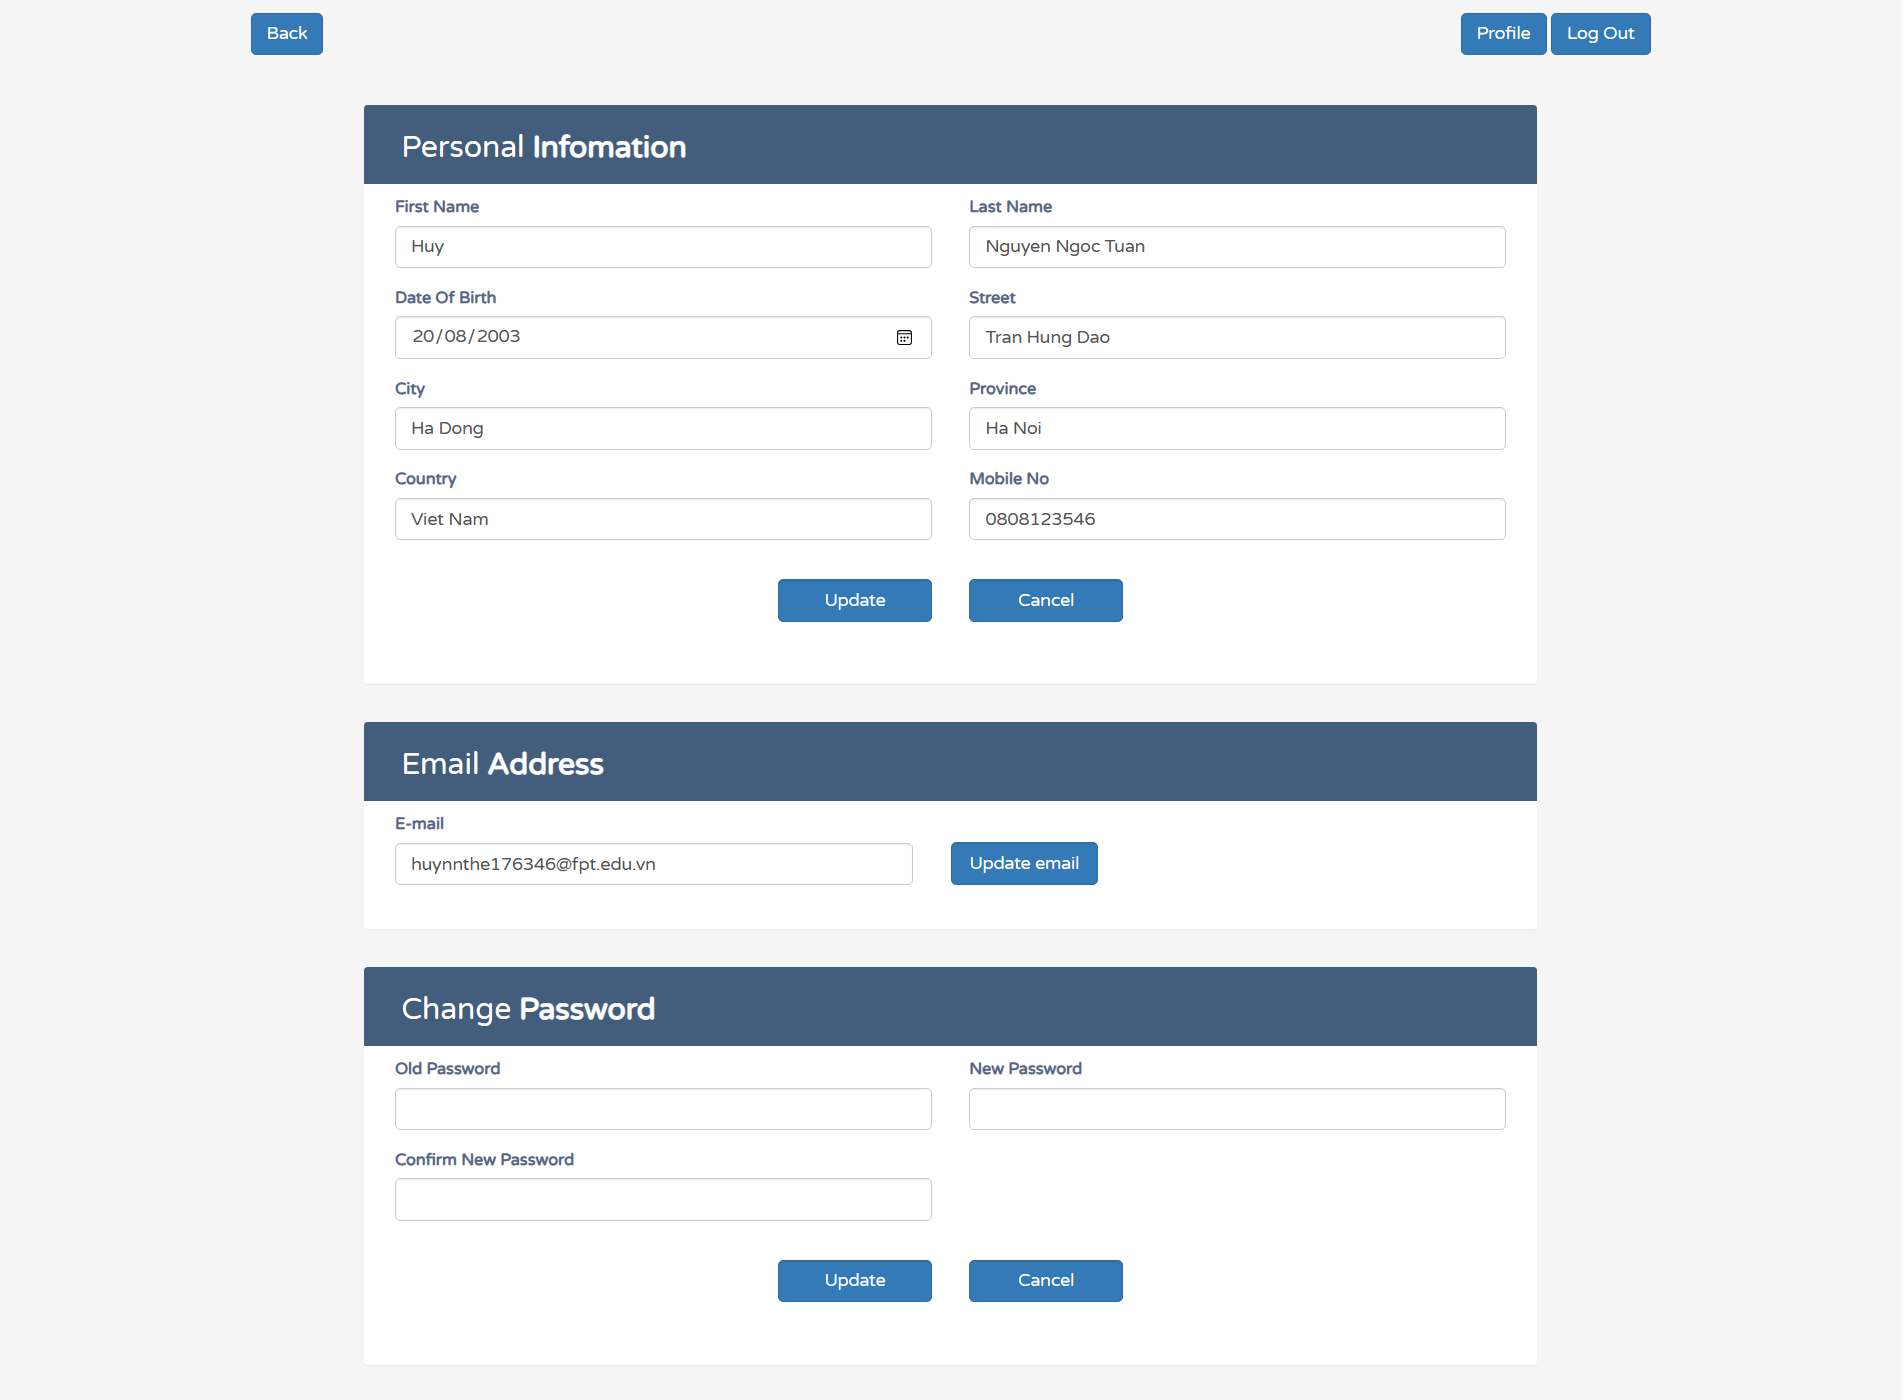 Back
Profile Log Out
Personal Infomation
First Name Last Name
Huy Nguyen Ngoc Tuan
Date Of Birth Street
20/08/2003 Tran Hung Dao
City Province
Ha Dong Ha Noi
Country Mobile No
Viet Nam 0808123546
Update Cancel
Email Address
E-mail
huynnthe176346@fpt.edu.vn Update email
Change Password
Old Password New Password
Confirm New Password
Update Cancel